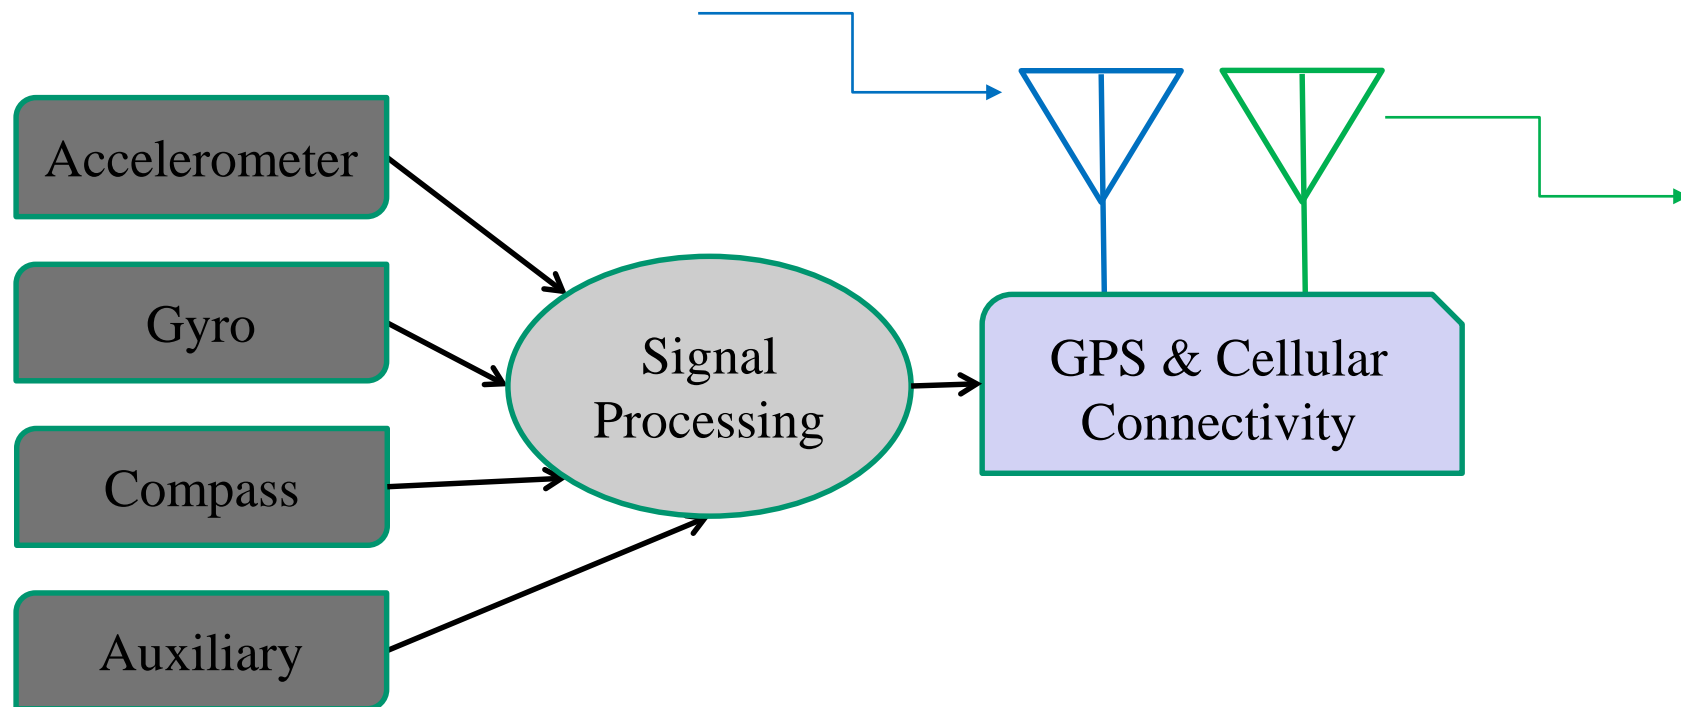 Accelerometer
Gyro
Compass
Auxiliary
Signal
Processing
GPS & Cellular
Connectivity